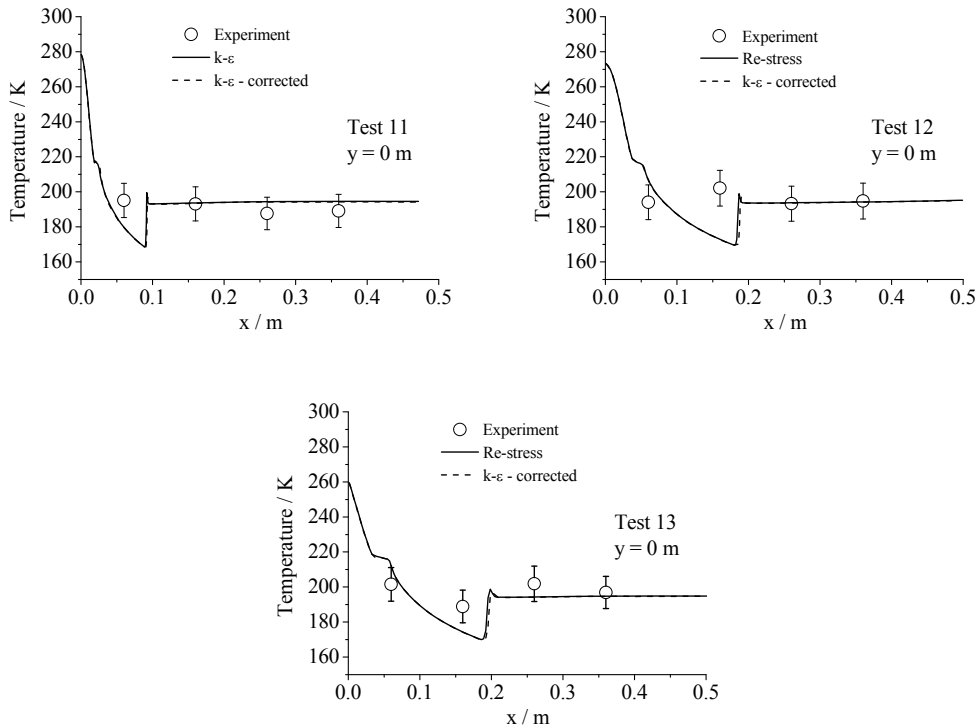 300
280
260
240
220
200
180
160
Temperature / K
Experiment
k-ε
k-ε - corrected
Test 11
y = 0 m
0.0 0.1 0.2 0.3 0.4 0.5
x / m
300
280
260
240
220
200
180
160
Temperature / K
Experiment
Re-stress
k-ε - corrected
Test 12
y = 0 m
0.0 0.1 0.2 0.3 0.4 0.5
x / m
300
280
260
240
220
200
180
160
Temperature / K
Experiment
Re-stress
k-ε - corrected
Test 13
y = 0 m
0.0 0.1 0.2 0.3 0.4 0.5
x / m